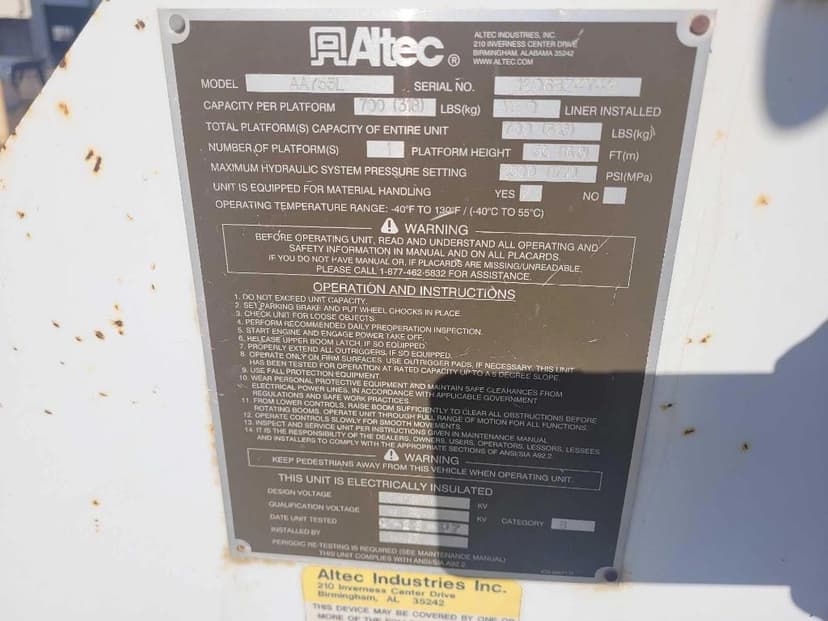 Altec®
ALTEC INDUSTRIES, INC.
210 INVERNESS CENTER DRIVE
BIRMINGHAM, ALABAMA 35242
WWW.ALTEC.COM
MODEL AA755L SERIAL NO.
CAPACITY PER PLATFORM 700 (318) LBS(kg) LINER INSTALLED
TOTAL PLATFORM(S) CAPACITY OF ENTIRE UNIT 700 (318) LBS(kg)
NUMBER OF PLATFORM(S) 1 PLATFORM HEIGHT FT(m)
MAXIMUM HYDRAULIC SYSTEM PRESSURE SETTING PSI(MPa)
UNIT IS EQUIPPED FOR MATERIAL HANDLING YES NO
OPERATING TEMPERATURE RANGE: -40°F TO 130°F / (-40°C TO 55°C)
WARNING
BEFORE OPERATING UNIT, READ AND UNDERSTAND ALL OPERATING AND
SAFETY INFORMATION IN MANUAL AND ON ALL PLACARDS.
IF YOU DO NOT HAVE MANUAL OR, IF PLACARDS ARE MISSING/UNREADABLE.
PLEASE CALL 1-877-462-5832 FOR ASSISTANCE.
OPERATION AND INSTRUCTIONS
1. DO NOT EXCEED UNIT CAPACITY.
2. SET PARKING BRAKE AND PUT WHEEL CHOCKS IN PLACE.
3. CHECK UNIT FOR LOOSE OBJECTS.
4. PERFORM RECOMMENDED DAILY PREOPERATION INSPECTION.
5. START ENGINE AND ENGAGE POWER TAKE OFF.
6. RELEASE UPPER BOOM LATCH, IF SO EQUIPPED.
7. PROPERLY EXTEND ALL OUTRIGGERS, IF SO EQUIPPED.
8. OPERATE ONLY ON FIRM SURFACES. USE OUTRIGGER PADS, IF NECESSARY. THIS UNIT
HAS BEEN TESTED FOR OPERATION AT RATED CAPACITY UP TO A 5 DEGREE SLOPE.
9. USE FALL PROTECTION EQUIPMENT.
10. WEAR PERSONAL PROTECTIVE EQUIPMENT AND MAINTAIN SAFE CLEARANCES FROM
ELECTRICAL POWER LINES, IN ACCORDANCE WITH APPLICABLE GOVERNMENT
REGULATIONS AND SAFE WORK PRACTICES.
11. FROM LOWER CONTROLS, RAISE BOOM SUFFICIENTLY TO CLEAR ALL OBSTRUCTIONS BEFORE
ROTATING BOOMS. OPERATE UNIT THROUGH FULL RANGE OF MOTION FOR ALL FUNCTIONS.
12. OPERATE CONTROLS SLOWLY FOR SMOOTH MOVEMENTS.
13. INSPECT AND SERVICE UNIT PER INSTRUCTIONS GIVEN IN MAINTENANCE MANUAL
14. IT IS THE RESPONSIBILITY OF THE DEALERS, OWNERS, USERS, OPERATORS, LESSORS, LESSEES
AND INSTALLERS TO COMPLY WITH THE APPROPRIATE SECTIONS OF ANSI/SIA A92.2.
WARNING
KEEP PEDESTRIANS AWAY FROM THIS VEHICLE WHEN OPERATING UNIT.
THIS UNIT IS ELECTRICALLY INSULATED
DESIGN VOLTAGE KV
QUALIFICATION VOLTAGE KV CATEGORY B
DATE UNIT TESTED
INSTALLED BY
PERIODIC RE-TESTING IS REQUIRED (SEE MAINTENANCE MANUAL)
THIS UNIT COMPLIES WITH ANSI/SIA A92.2
Altec Industries Inc.
210 Inverness Center Drive
Birmingham, AL 35242
THIS DEVICE MAY BE COVERED BY ONE OR
MORE OF THE